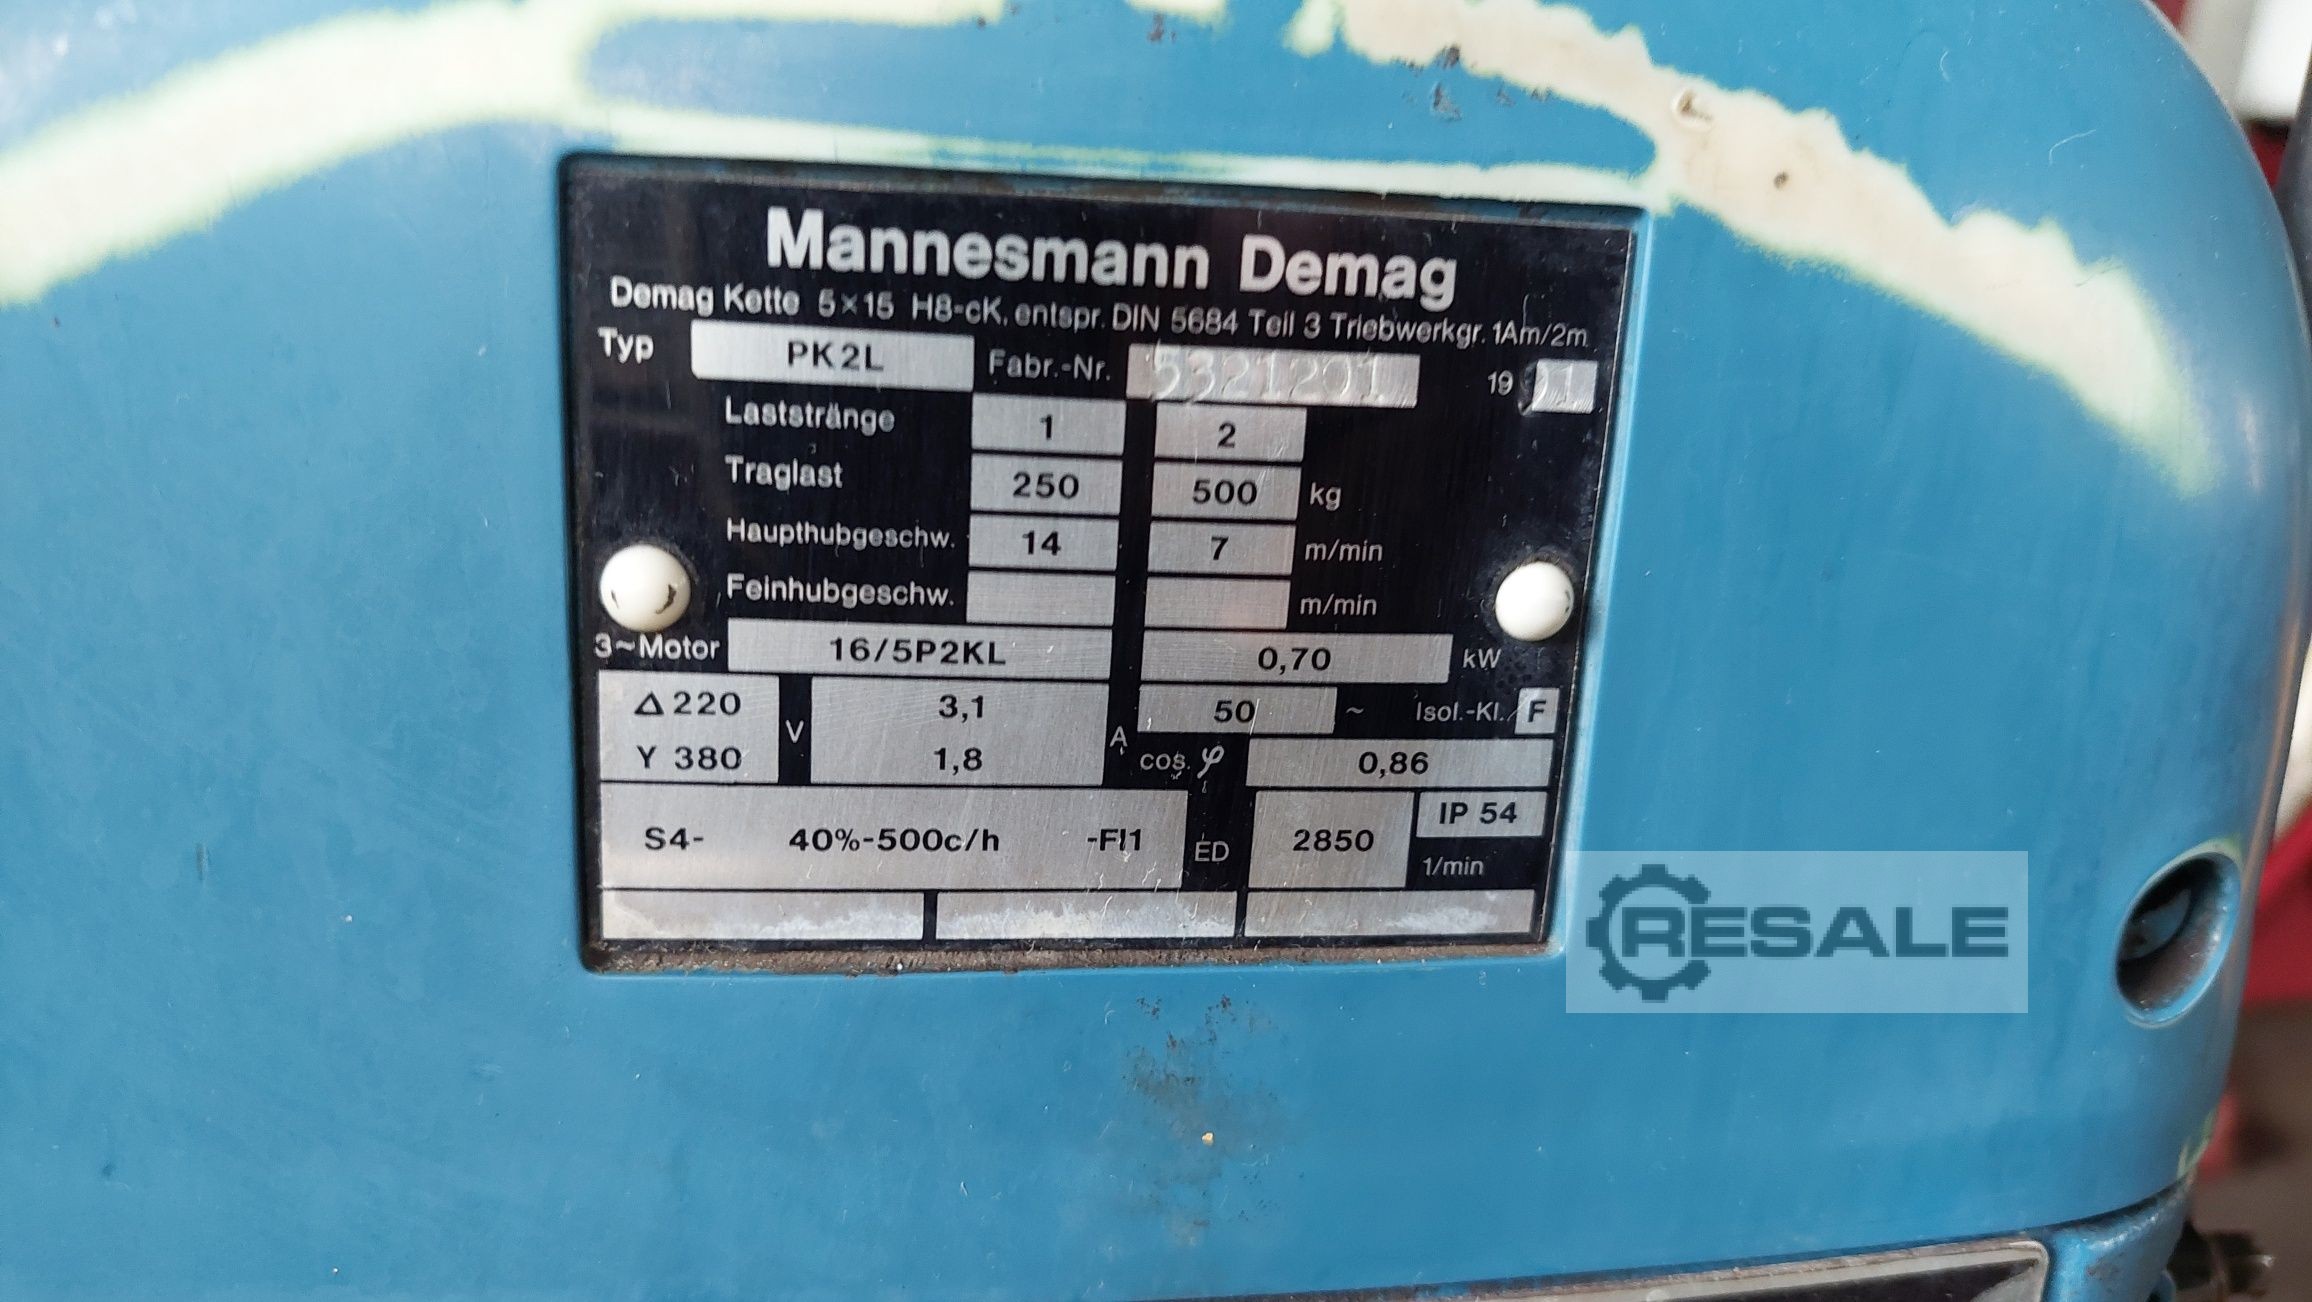 Mannesmann Demag
Demag Kette 5×15 H8-cK, entspr. DIN 5684 Teil 3 Triebwerkgr. 1Am/2m
Typ PK2L Fabr.-Nr. 5321201 19 91
Laststränge 1 2
Traglast 250 500 kg
Haupthubgeschw. 14 7 m/min
Feinhubgeschw. m/min
3~Motor 16/5P2KL 0,70 kW
Δ 220 V 3,1 A 50 ~ Isol.-Kl. F
Y 380 1,8 cos φ 0,86
S4- 40%-500c/h -FI1 ED 2850 1/min IP 54
RESALE